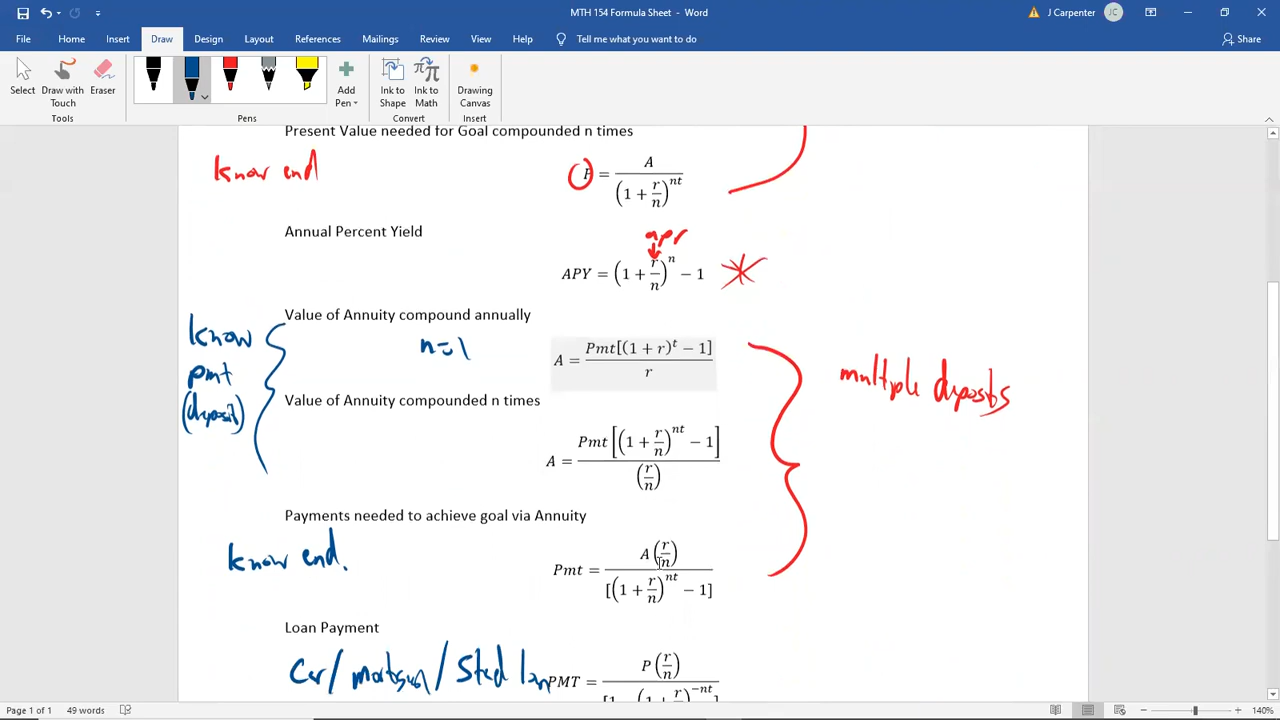 MTH 154 Formula Sheet - Word
J Carpenter
JC
File Home Insert Draw Design Layout References Mailings Review View Help Tell me what you want to do
Share
Select
Draw with Touch
Eraser
Add Pen
Ink to Shape
Ink to Math
Drawing Canvas
Tools
Pens
Convert
Insert
Present Value needed for Goal compounded n times
know end
P = A / (1 + r/n)^nt
Annual Percent Yield
apr
APY = (1 + r/n)^n − 1
Value of Annuity compound annually
know
pmt
(deposit)
n=1
A = Pmt[(1 + r)^t − 1] / r
multiple deposits
Value of Annuity compounded n times
A = Pmt[(1 + r/n)^nt − 1] / (r/n)
Payments needed to achieve goal via Annuity
know end.
Pmt = A(r/n) / [(1 + r/n)^nt − 1]
Loan Payment
Car/
PMT = P(r/n) / [1 − (1 + r/n)^−nt]
Page 1 of 1 49 words
140%